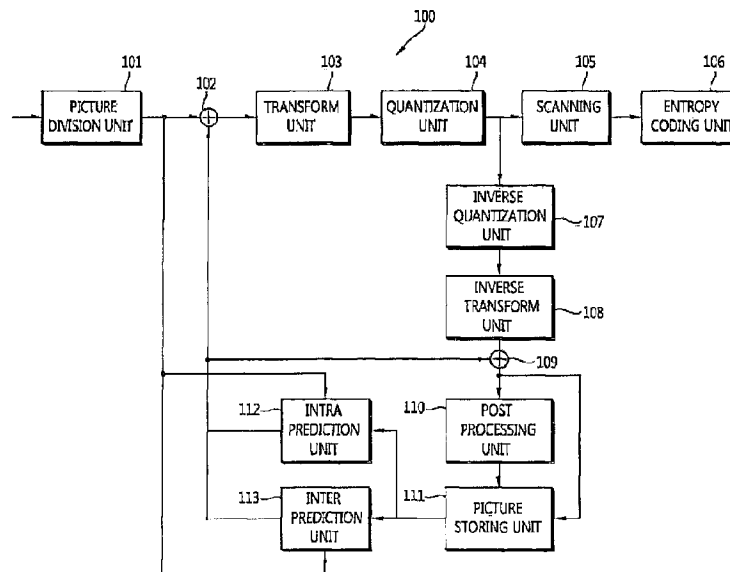 100
101
102
103
104
105
106
PICTURE
DIVISION UNIT
TRANSFORM
UNIT
QUANTIZATION
UNIT
SCANNING
UNIT
ENTROPY
CODING UNIT
INVERSE
QUANTIZATION
UNIT
107
INVERSE
TRANSFORM
UNIT
108
109
112
INTRA
PREDICTION
UNIT
110
POST
PROCESSING
UNIT
113
INTER
PREDICTION
UNIT
111
PICTURE
STORING UNIT